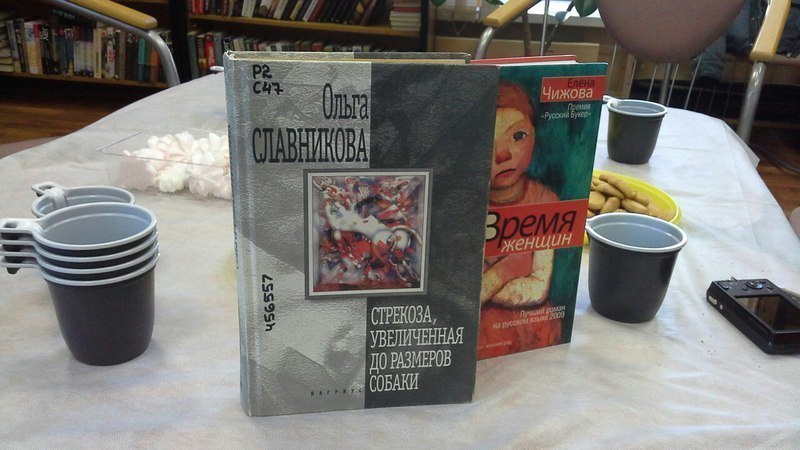 Р2
С47
Ольга
СЛАВНИКОВА
456557
СТРЕКОЗА,
УВЕЛИЧЕННАЯ
ДО РАЗМЕРОВ
СОБАКИ
ВАГРИУС
Елена
Чижова
Премия
«Русский Букер»
Время
женщин
Лучший роман
на русском языке 2009